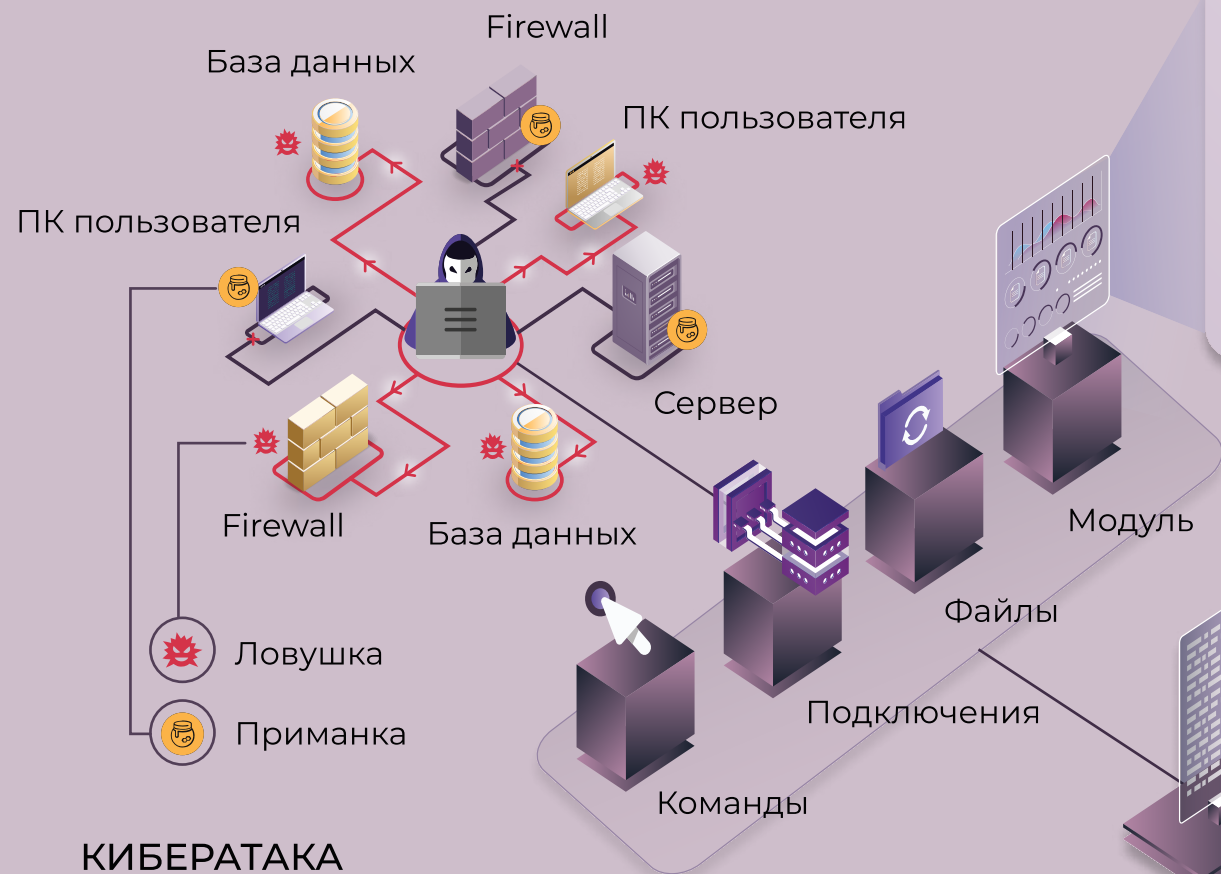 Firewall
База данных
ПК пользователя
ПК пользователя
Сервер
Firewall
База данных
Модуль
Файлы
Ловушка
Подключения
Приманка
Команды
КИБЕРАТАКА